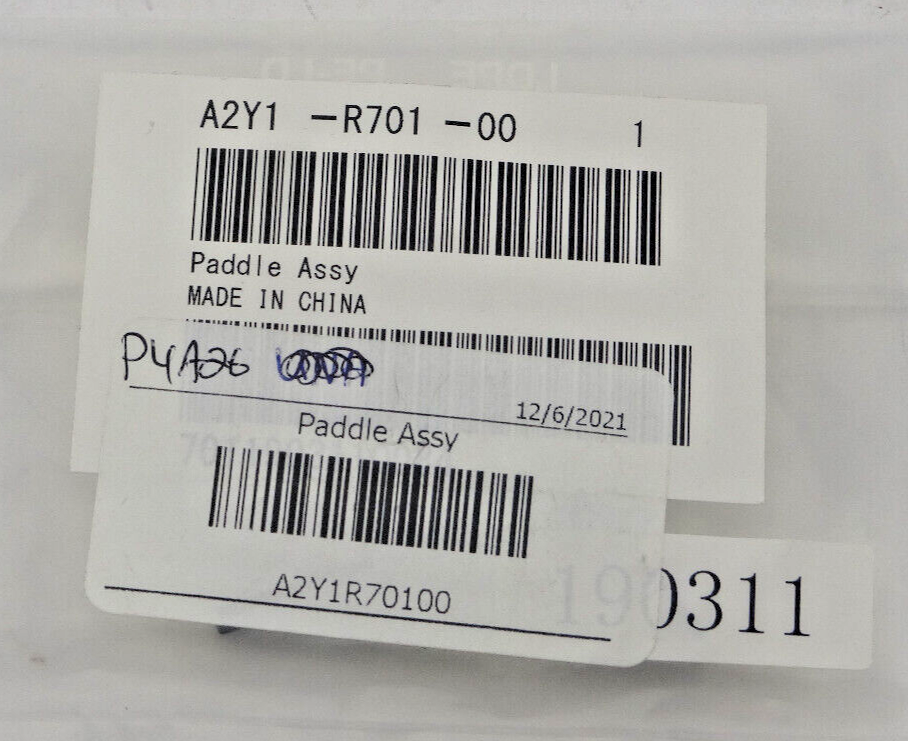 A2Y1 -R701 -00 1
Paddle Assy
MADE IN CHINA
P4A26
12/6/2021
Paddle Assy
A2Y1R70100
190311